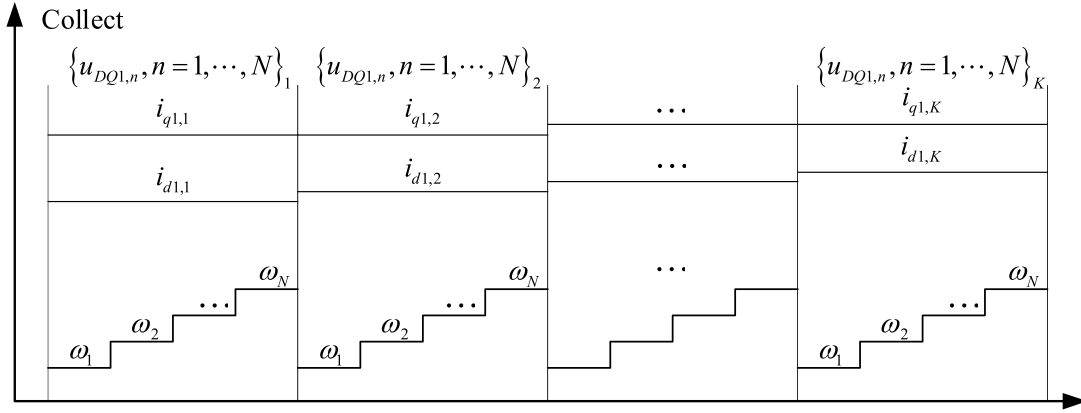 Collect
{u_{DQ1,n}, n = 1, ⋯, N}_1 {u_{DQ1,n}, n = 1, ⋯, N}_2 {u_{DQ1,n}, n = 1, ⋯, N}_K
i_{q1,1} i_{q1,2} ⋯ i_{q1,K}
i_{d1,1} i_{d1,2} ⋯ i_{d1,K}
ω_1 ω_2 ⋯ ω_N ω_1 ω_2 ⋯ ω_N ⋯ ω_1 ω_2 ⋯ ω_N